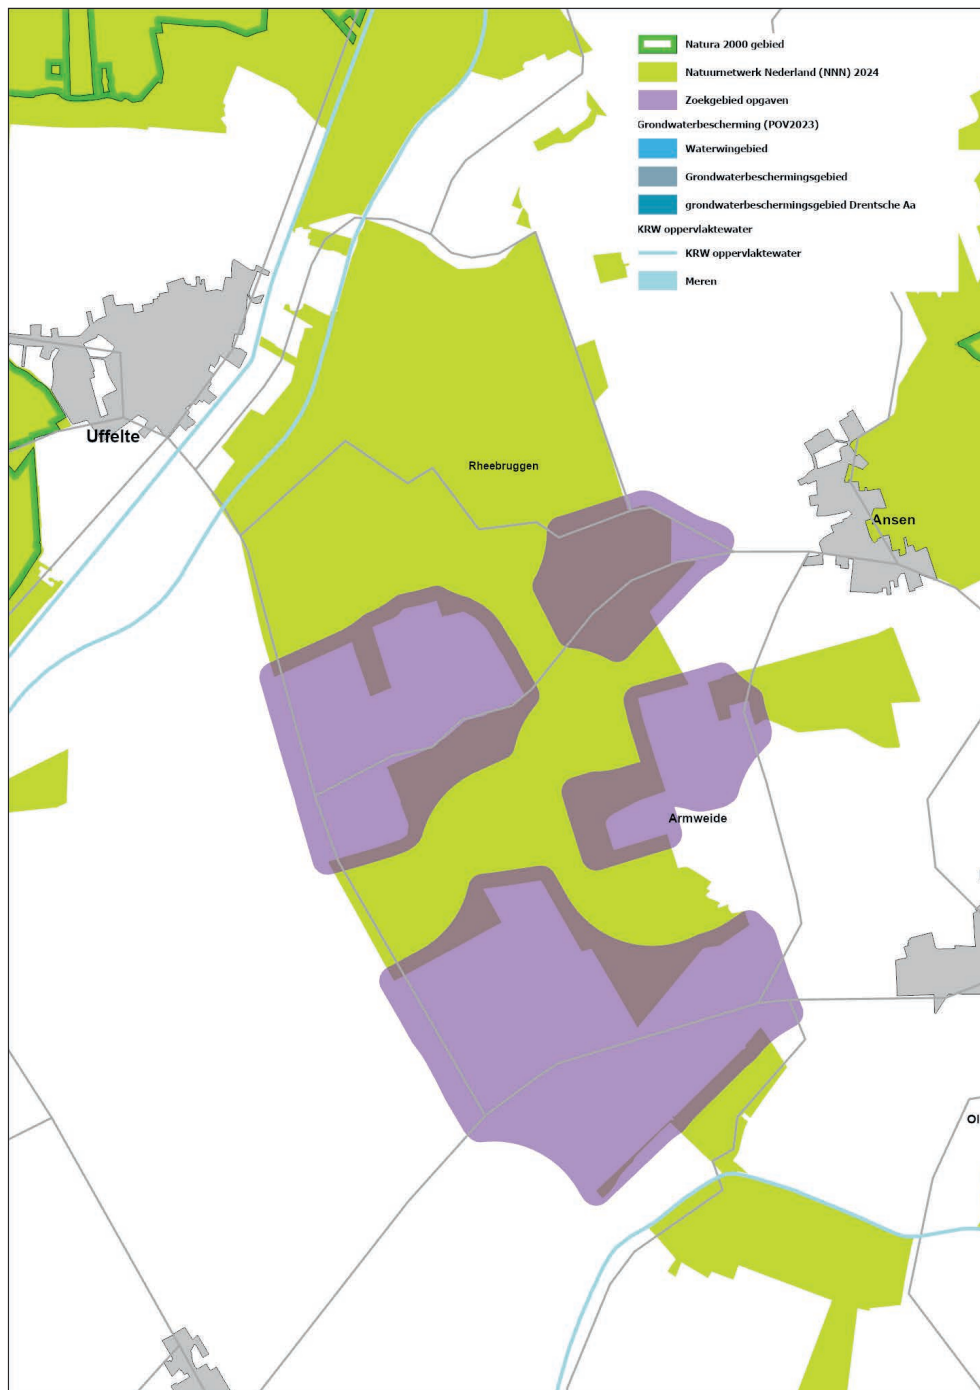 Natura 2000 gebied
Natuurnetwerk Nederland (NNN) 2024
Zoekgebied opgaven
Grondwaterbescherming (POV2023)
Waterwingebied
Grondwaterbeschermingsgebied
grondwaterbeschermingsgebied Drentsche Aa
KRW oppervlaktewater
KRW oppervlaktewater
Meren
Uffelte
Rheebruggen
Ansen
Armweide
Ol